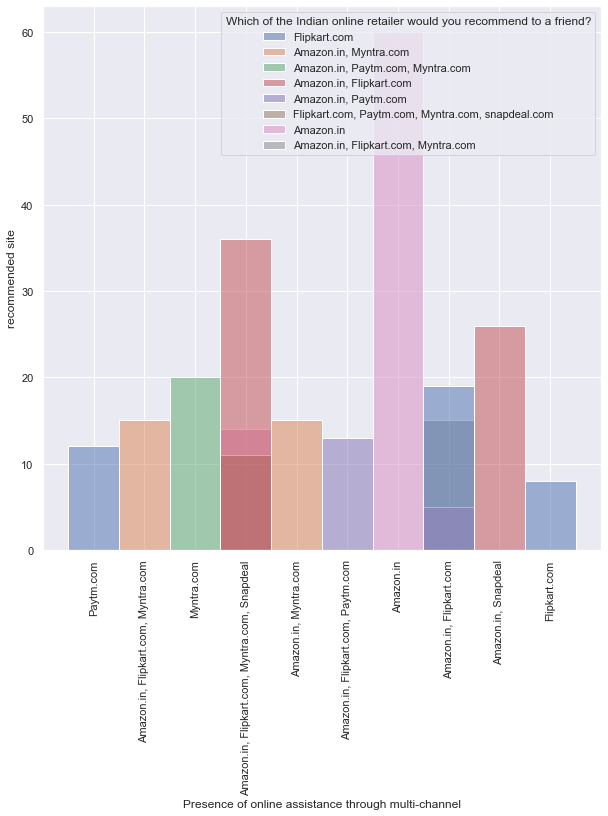 Which of the Indian online retailer would you recommend to a friend?
Flipkart.com
Amazon.in, Myntra.com
Amazon.in, Paytm.com, Myntra.com
Amazon.in, Flipkart.com
Amazon.in, Paytm.com
Flipkart.com, Paytm.com, Myntra.com, snapdeal.com
Amazon.in
Amazon.in, Flipkart.com, Myntra.com
60
50
40
30
20
10
0
recommended site
Paytm.com
Amazon.in, Flipkart.com, Myntra.com
Myntra.com
Amazon.in, Flipkart.com, Myntra.com, Snapdeal
Amazon.in, Myntra.com
Amazon.in, Flipkart.com, Paytm.com
Amazon.in
Amazon.in, Flipkart.com
Amazon.in, Snapdeal
Flipkart.com
Presence of online assistance through multi-channel